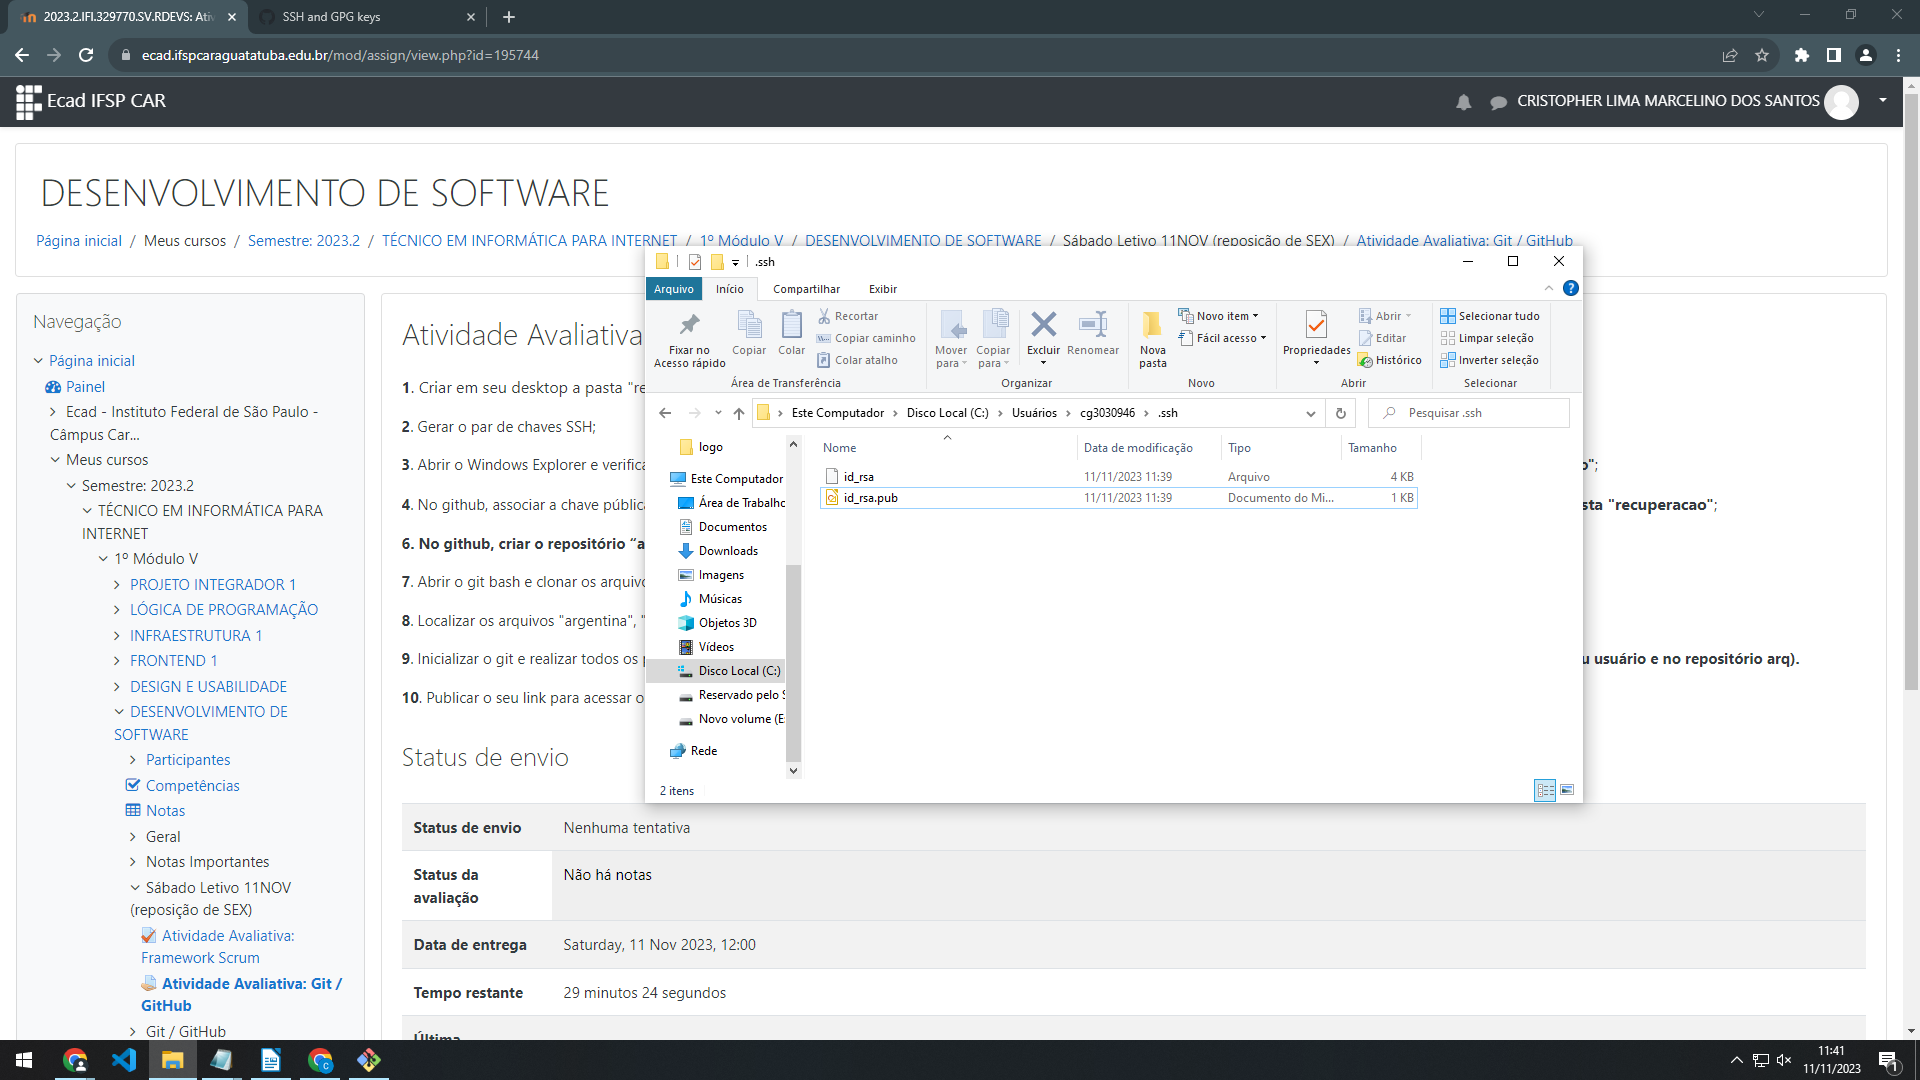 2023.2.IFI.329770.SV.RDEVS: Ati
SSH and GPG keys
ecad.ifspcaraguatatuba.edu.br/mod/assign/view.php?id=195744
Ecad IFSP CAR
CRISTOPHER LIMA MARCELINO DOS SANTOS
DESENVOLVIMENTO DE SOFTWARE
Página inicial / Meus cursos / Semestre: 2023.2 / TÉCNICO EM INFORMÁTICA PARA INTERNET / 1º Módulo V / DESENVOLVIMENTO DE SOFTWARE / Sábado Letivo 11NOV (reposição de SEX) / Atividade Avaliativa: Git / GitHub
Navegação
Página inicial
Painel
Ecad - Instituto Federal de São Paulo -
Câmpus Car...
Meus cursos
Semestre: 2023.2
TÉCNICO EM INFORMÁTICA PARA
INTERNET
1º Módulo V
PROJETO INTEGRADOR 1
LÓGICA DE PROGRAMAÇÃO
INFRAESTRUTURA 1
FRONTEND 1
DESIGN E USABILIDADE
DESENVOLVIMENTO DE
SOFTWARE
Participantes
Competências
Notas
Geral
Notas Importantes
Sábado Letivo 11NOV
(reposição de SEX)
Atividade Avaliativa:
Framework Scrum
Atividade Avaliativa: Git /
GitHub
Git / GitHub
Atividade Avaliativa
1. Criar em seu desktop a pasta "re
2. Gerar o par de chaves SSH;
3. Abrir o Windows Explorer e verifica
o";
4. No github, associar a chave públic
sta "recuperacao";
6. No github, criar o repositório “a
7. Abrir o git bash e clonar os arquivo
8. Localizar os arquivos "argentina", "
9. Inicializar o git e realizar todos os p
u usuário e no repositório arq).
10. Publicar o seu link para acessar o
Status de envio
Status de envio Nenhuma tentativa
Status da
avaliação
Não há notas
Data de entrega Saturday, 11 Nov 2023, 12:00
Tempo restante 29 minutos 24 segundos
Última
.ssh
Arquivo Início Compartilhar Exibir
Fixar no
Acesso rápido
Copiar
Colar
Recortar
Copiar caminho
Colar atalho
Área de Transferência
Mover
para
Copiar
para
Excluir
Renomear
Organizar
Nova
pasta
Novo item
Fácil acesso
Novo
Propriedades
Abrir
Editar
Histórico
Abrir
Selecionar tudo
Limpar seleção
Inverter seleção
Selecionar
Este Computador Disco Local (C:) Usuários cg3030946 .ssh
Pesquisar .ssh
logo
Este Computador
Área de Trabalho
Documentos
Downloads
Imagens
Músicas
Objetos 3D
Vídeos
Disco Local (C:)
Reservado pelo S
Novo volume (E:
Rede
Nome Data de modificação Tipo Tamanho
id_rsa 11/11/2023 11:39 Arquivo 4 KB
id_rsa.pub 11/11/2023 11:39 Documento do Mi... 1 KB
2 itens
11:41
11/11/2023
1